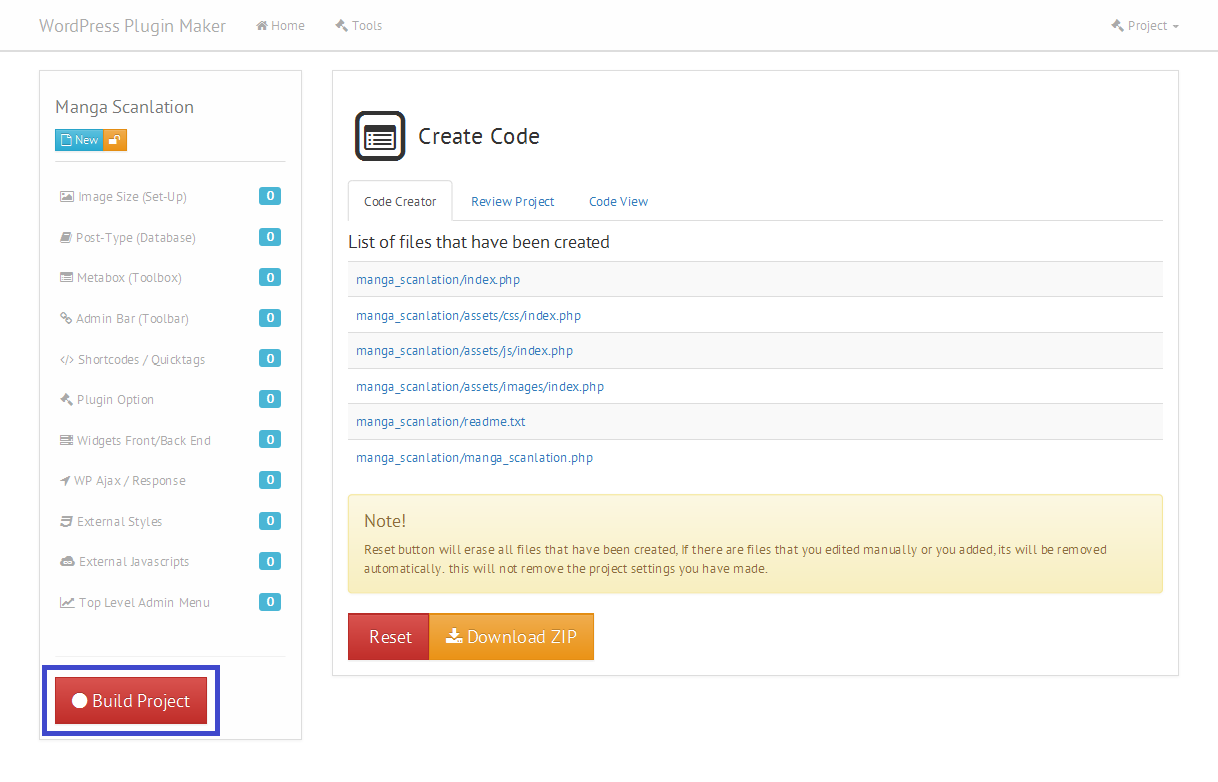 WordPress Plugin Maker
Home
Tools
Project
Manga Scanlation
New
Image Size (Set-Up) 0
Post-Type (Database) 0
Metabox (Toolbox) 0
Admin Bar (Toolbar) 0
Shortcodes / Quicktags 0
Plugin Option 0
Widgets Front/Back End 0
WP Ajax / Response 0
External Styles 0
External Javascripts 0
Top Level Admin Menu 0
Build Project
Create Code
Code Creator
Review Project
Code View
List of files that have been created
manga_scanlation/index.php
manga_scanlation/assets/css/index.php
manga_scanlation/assets/js/index.php
manga_scanlation/assets/images/index.php
manga_scanlation/readme.txt
manga_scanlation/manga_scanlation.php
Note!
Reset button will erase all files that have been created, If there are files that you edited manually or you added, its will be removed
automatically. this will not remove the project settings you have made.
Reset
Download ZIP